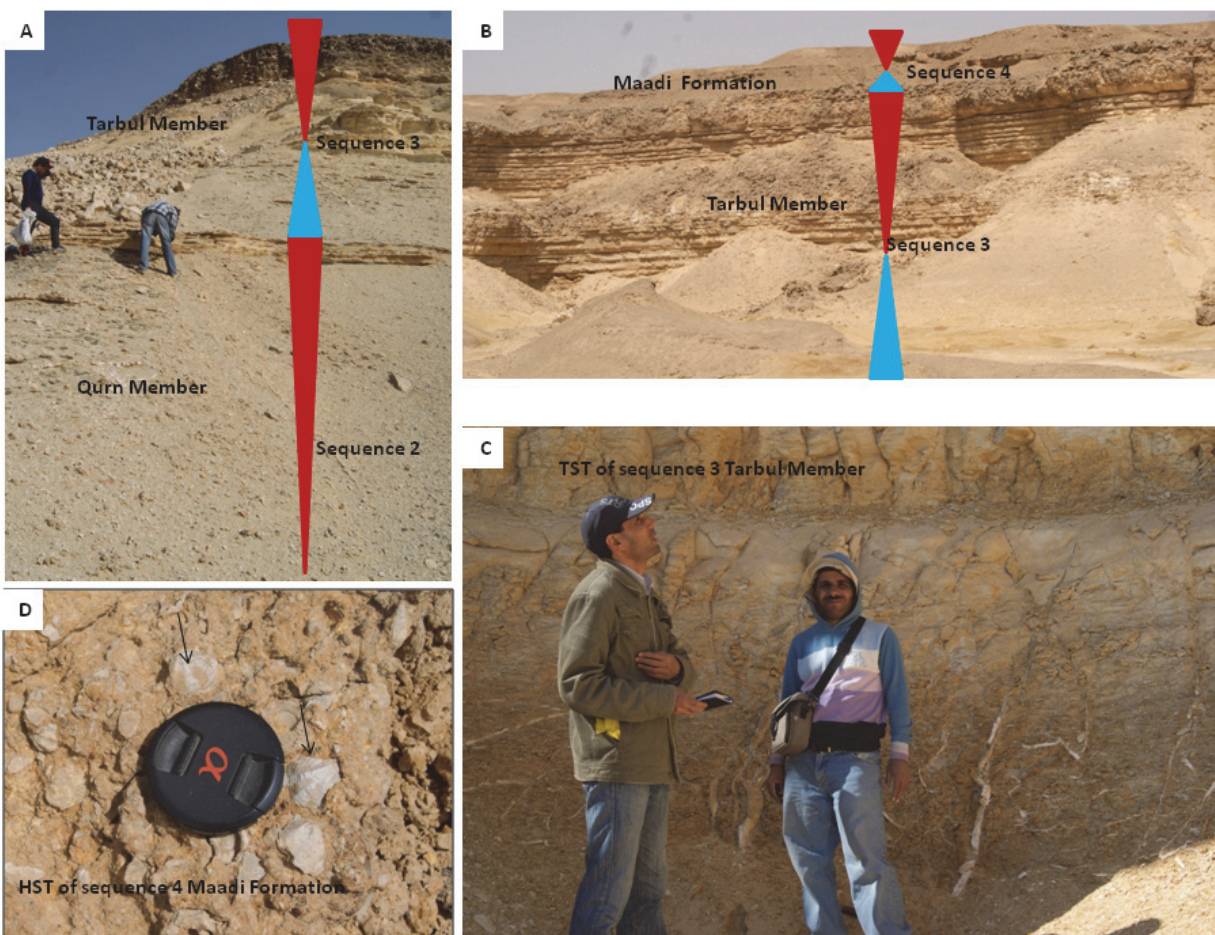 A
Tarbul Member
Sequence 3
Qurn Member
Sequence 2
B
Maadi Formation
Sequence 4
Tarbul Member
Sequence 3
C
TST of sequence 3 Tarbul Member
SPO
D
α
HST of sequence 4 Maadi Formation